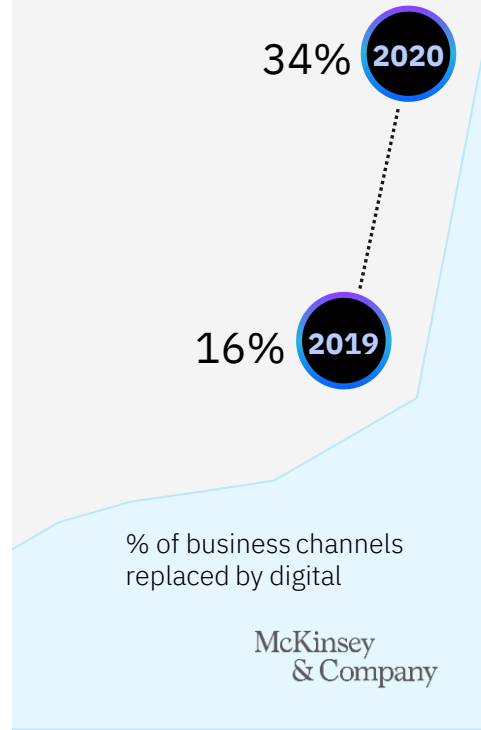 34% 2020
16% 2019
% of business channels
replaced by digital
McKinsey
& Company